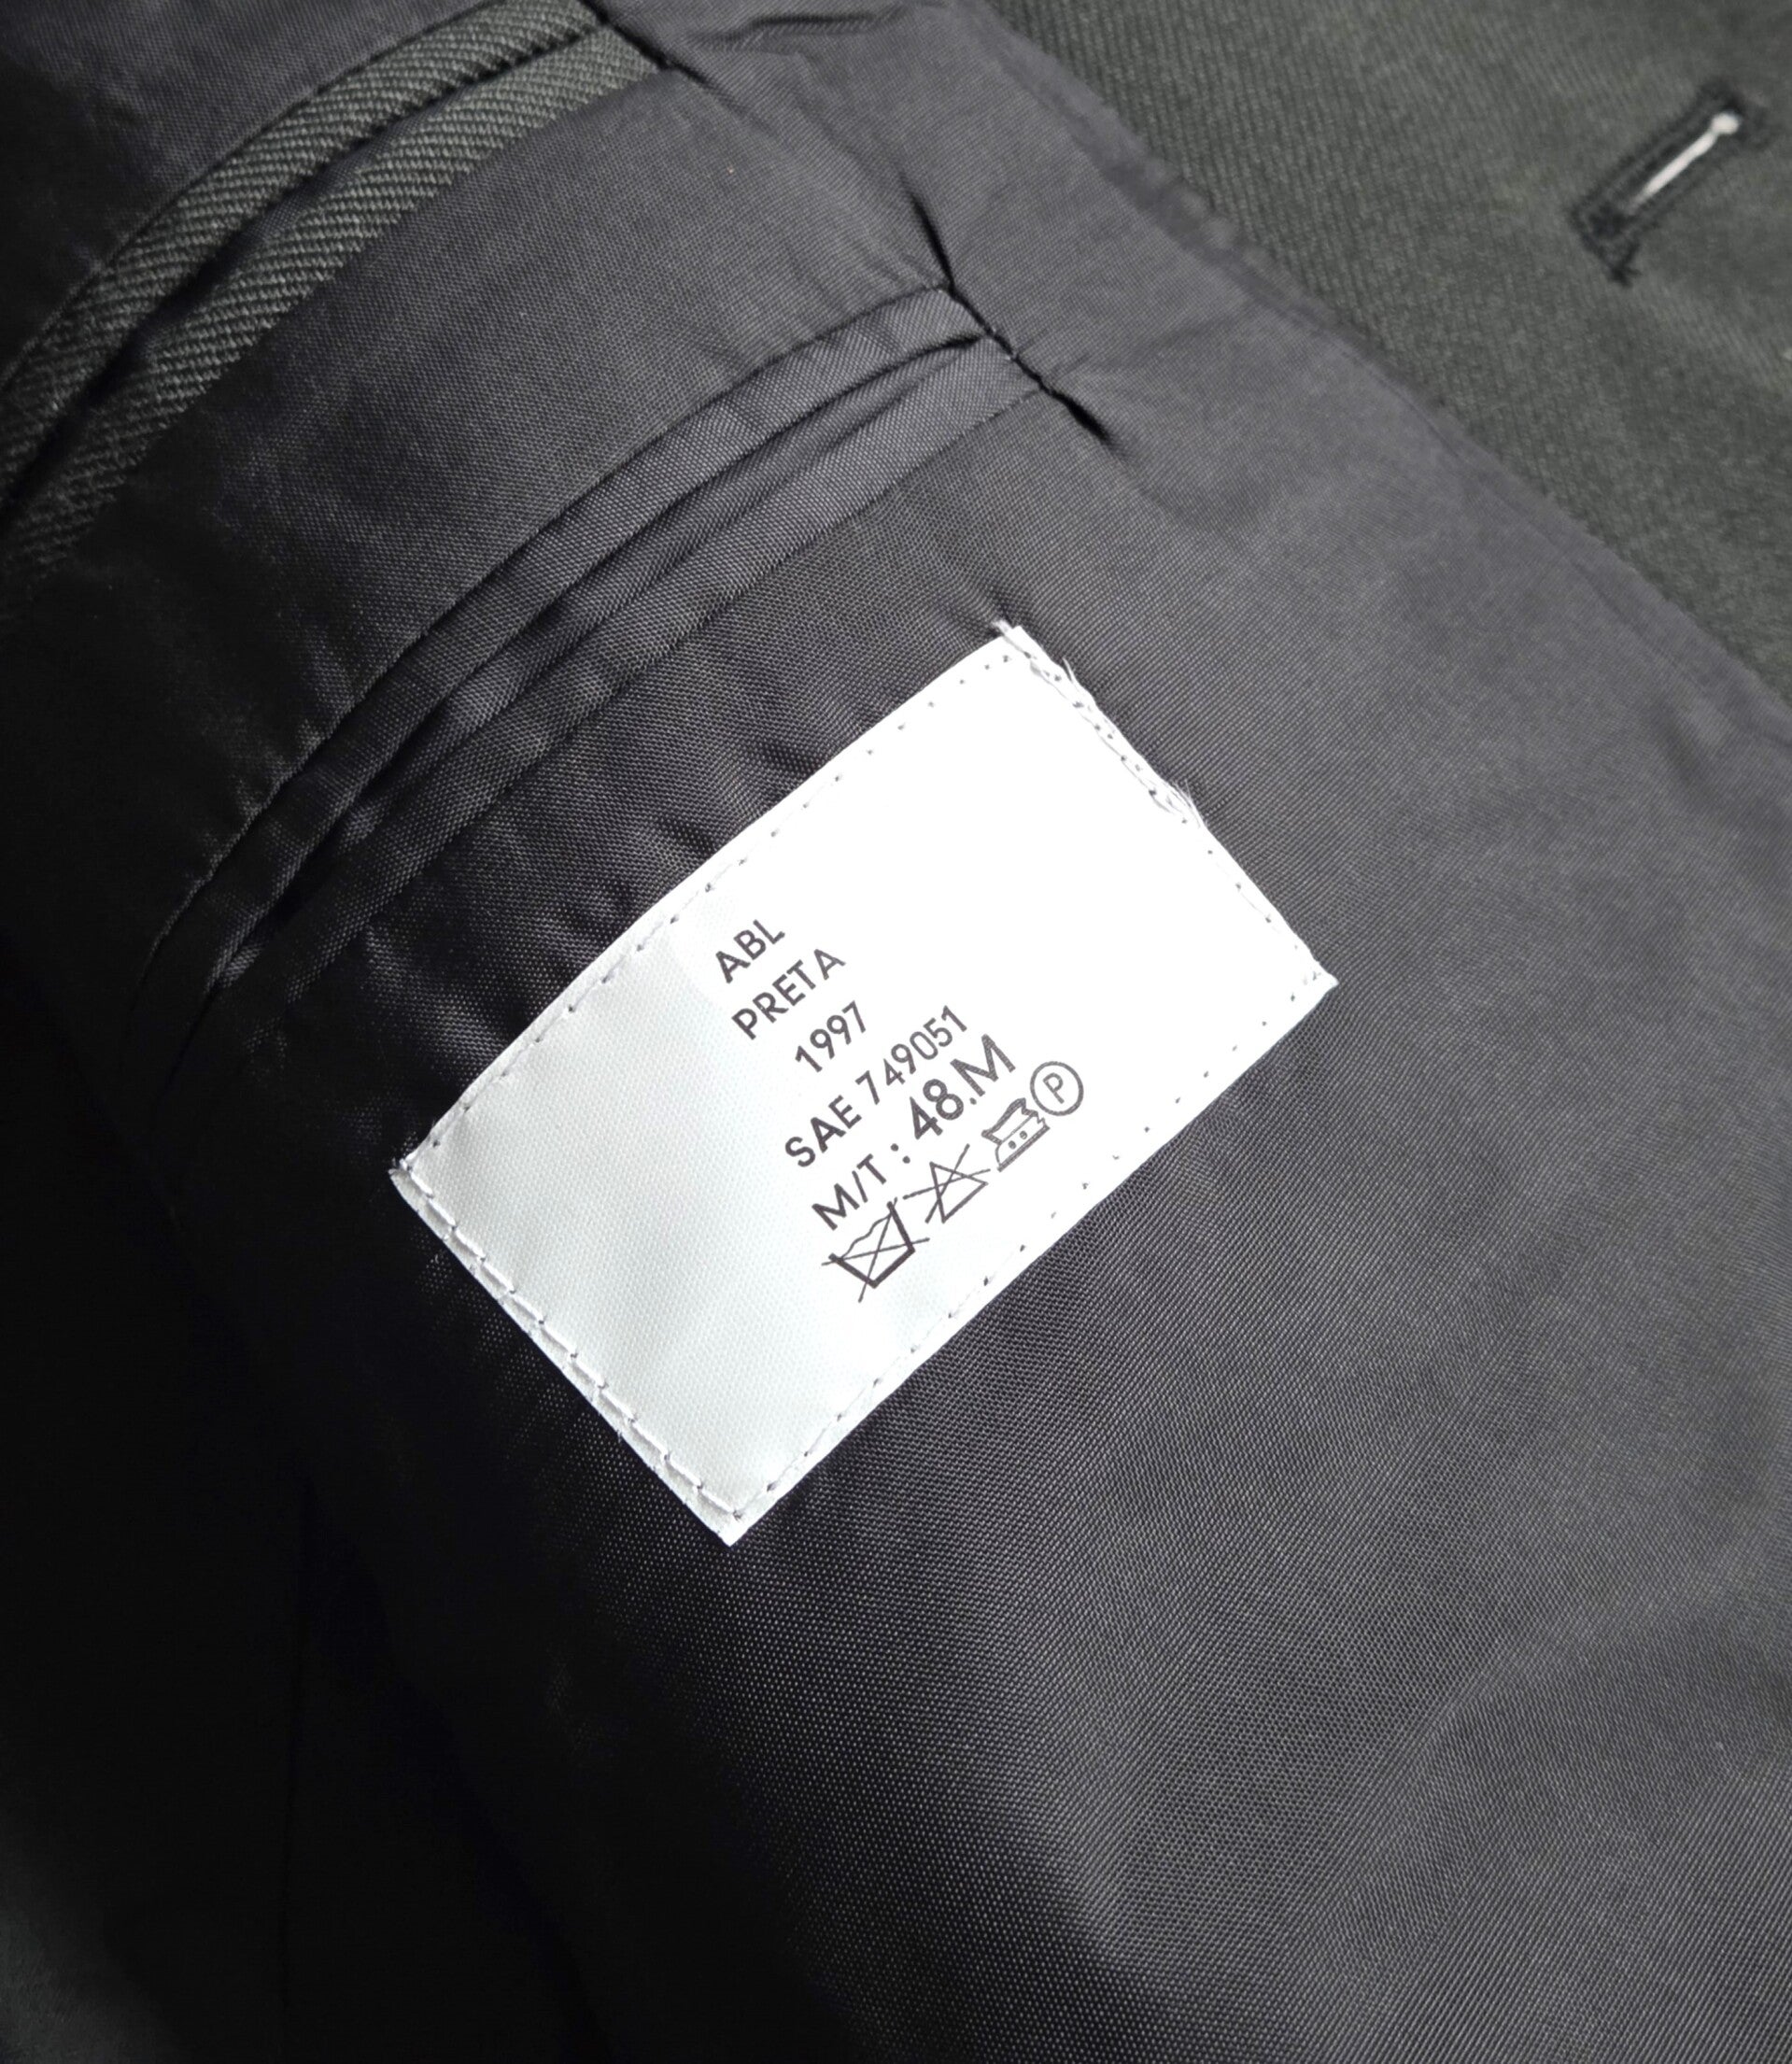 ABL
PRETA
1997
SAE 749051
M/T : 48.M
P